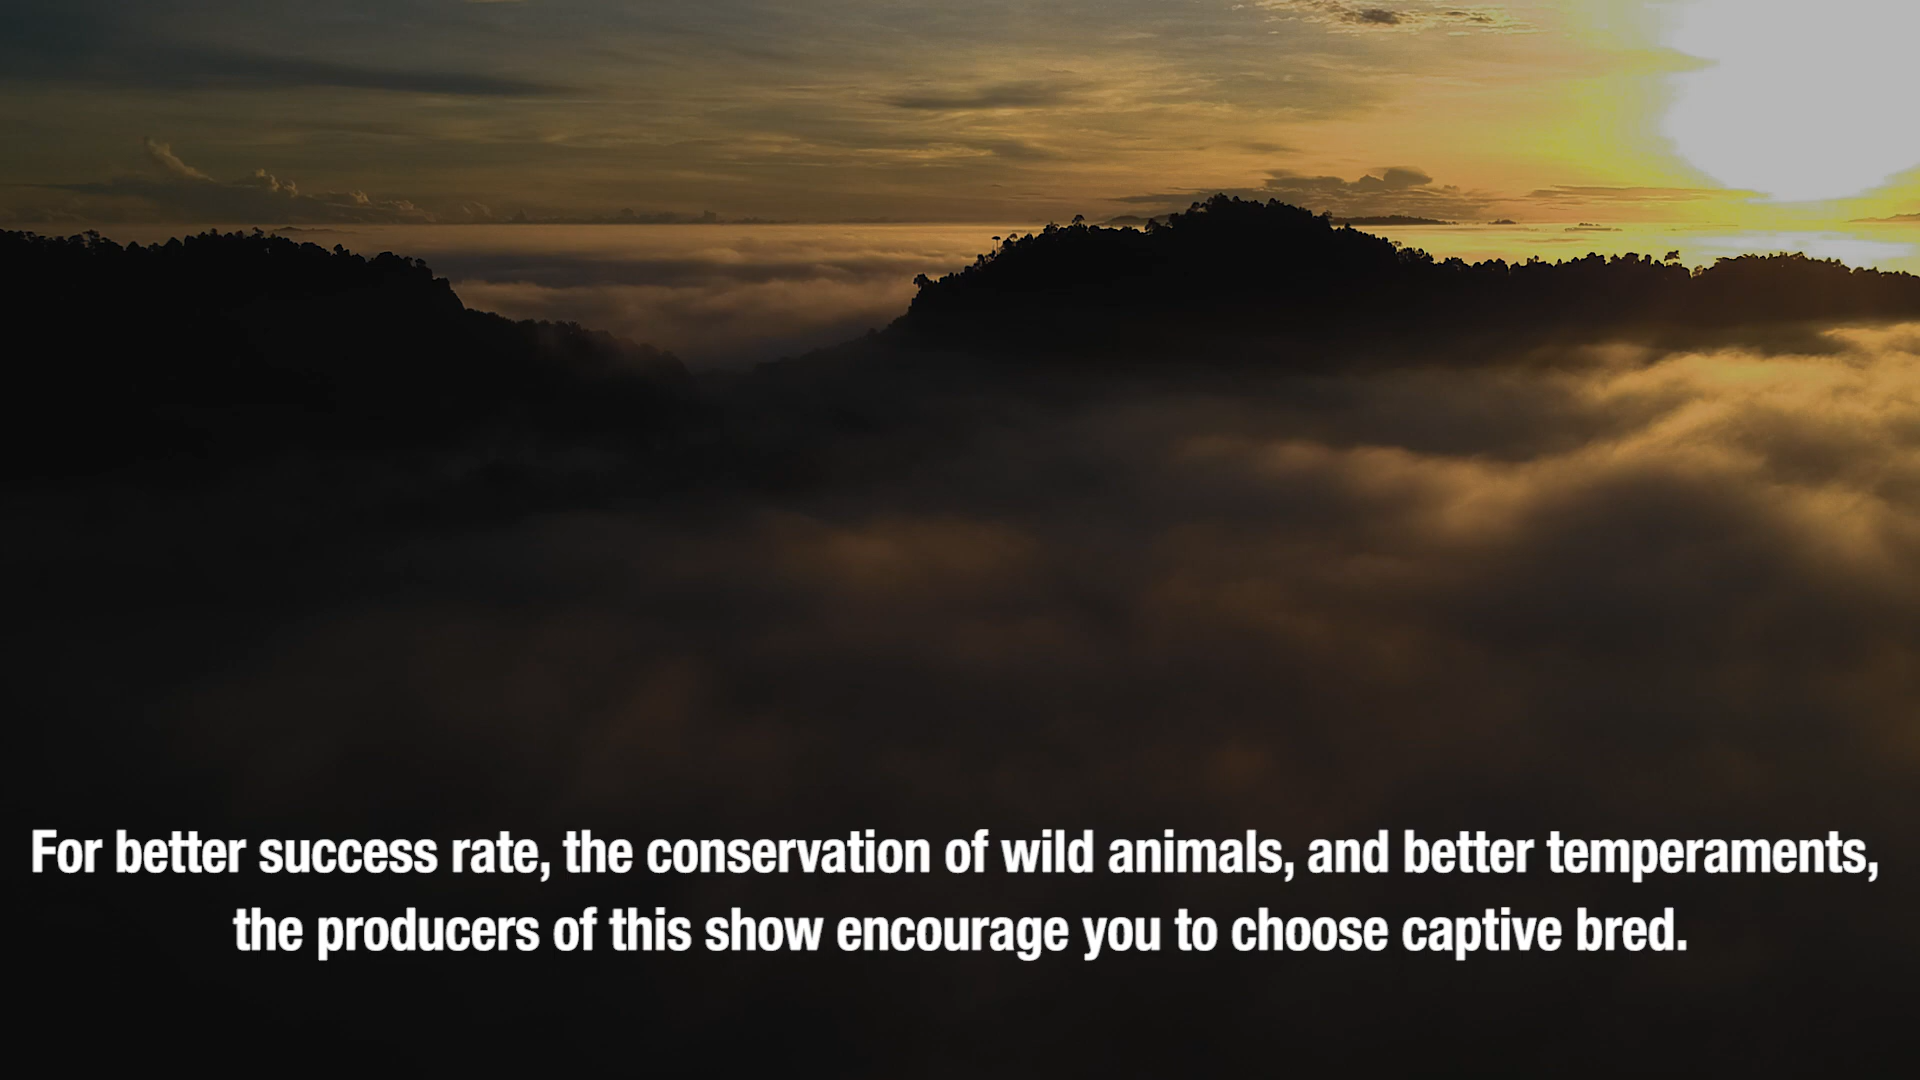 For better success rate, the conservation of wild animals, and better temperaments,
the producers of this show encourage you to choose captive bred.